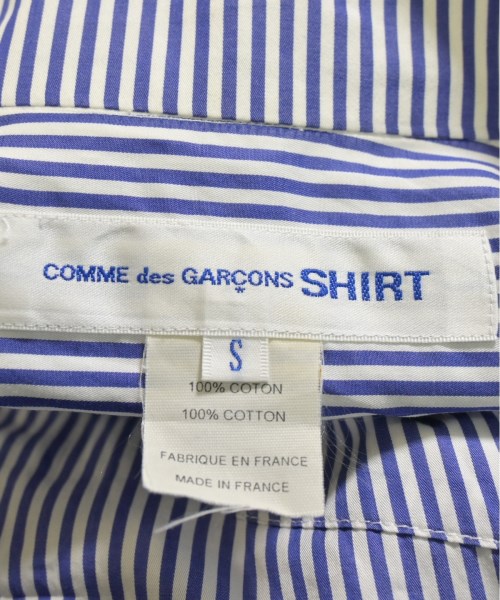 COMME des GARÇONS SHIRT
S
100% COTON
100% COTTON
FABRIQUE EN FRANCE
MADE IN FRANCE